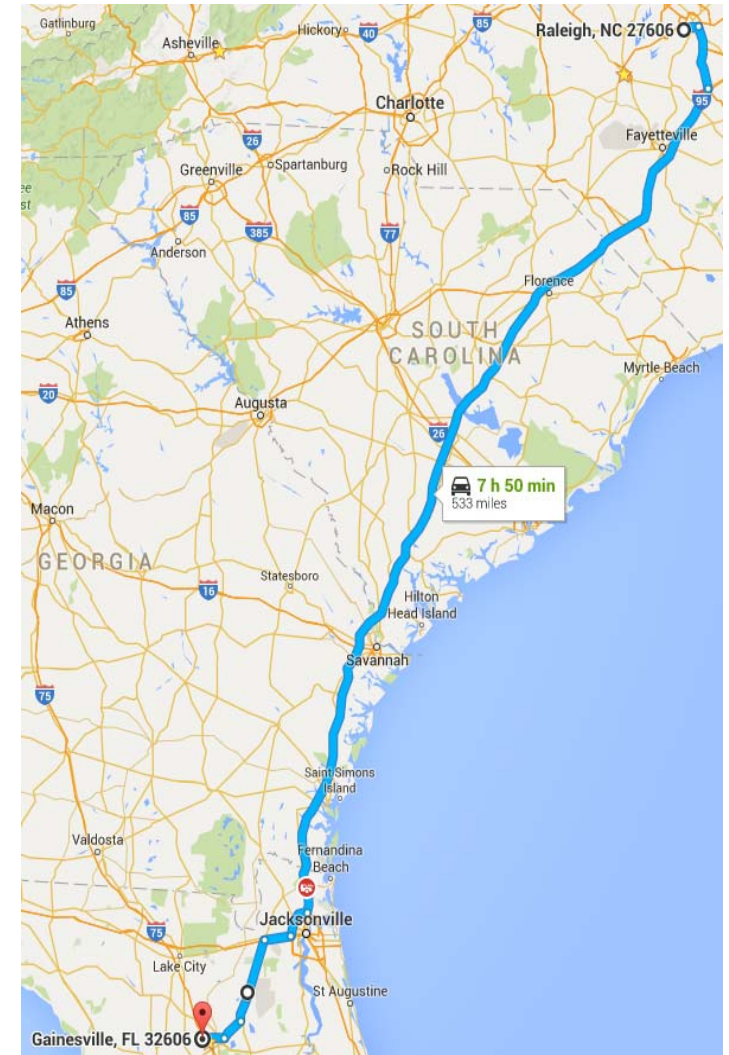 Gatlinburg
Hickory
40
85
Raleigh, NC 27606
Asheville
95
Charlotte
26
Fayetteville
Spartanburg
Greenville
Rock Hill
85
385
77
Anderson
Florence
85
Athens
SOUTH
CAROLINA
Myrtle Beach
20
Augusta
26
7 h 50 min
533 miles
Macon
GEORGIA
Statesboro
16
Hilton
Head Island
Savannah
75
Saint Simons
Island
Valdosta
Fernandina
Beach
Jacksonville
75
Lake City
St Augustine
Gainesville, FL 32606